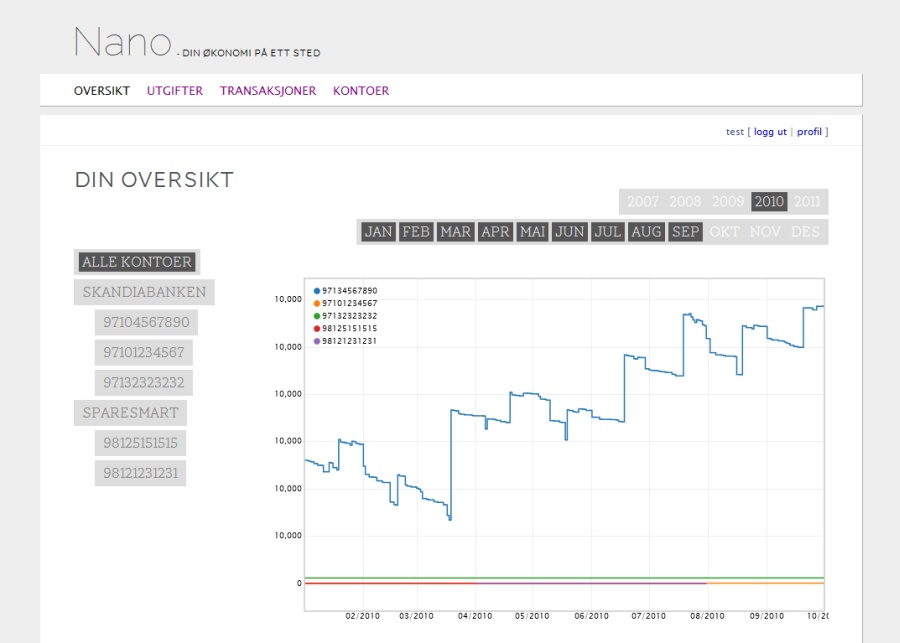 Nano - DIN ØKONOMI PÅ ETT STED
OVERSIKT UTGIFTER TRANSAKSJONER KONTOER
test [ logg ut | profil ]
DIN OVERSIKT
2007 2008 2009 2010 2011
JAN FEB MAR APR MAI JUN JUL AUG SEP OKT NOV DES
ALLE KONTOER
SKANDIABANKEN
97104567890
97101234567
97132323232
SPARESMART
98125151515
98121231231
97134567890
97101234567
97132323232
98125151515
98121231231
10,000
10,000
10,000
10,000
10,000
10,000
0
02/2010 03/2010 04/2010 05/2010 06/2010 07/2010 08/2010 09/2010 10/20